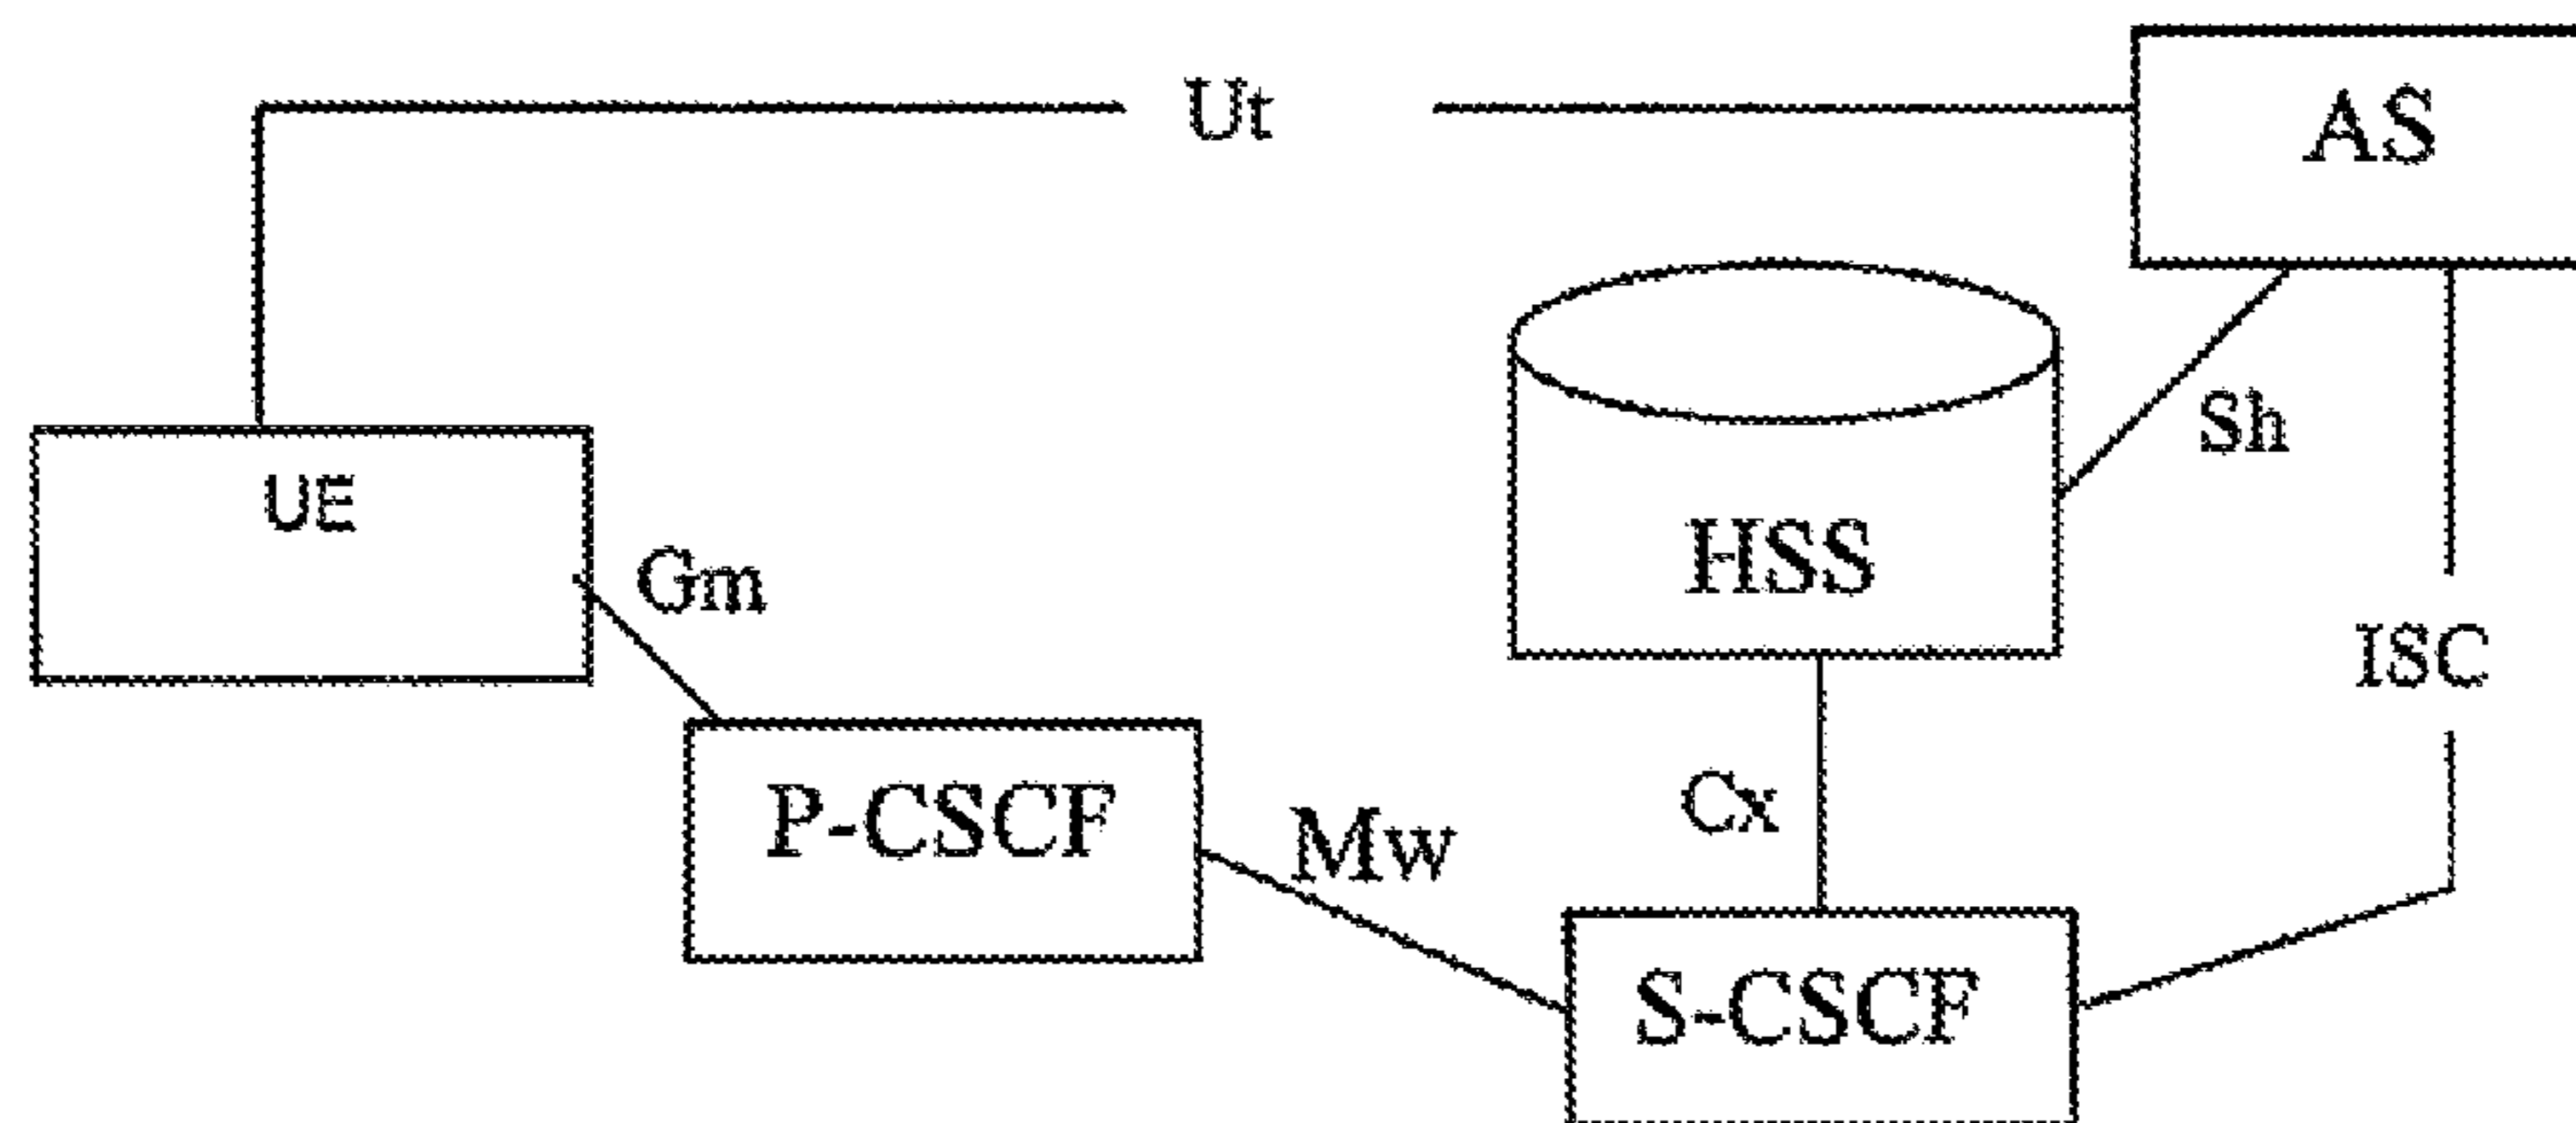 Ut
AS
Sh
UE
HSS
Gm
ISC
P-CSCF
Mw
Cx
S-CSCF